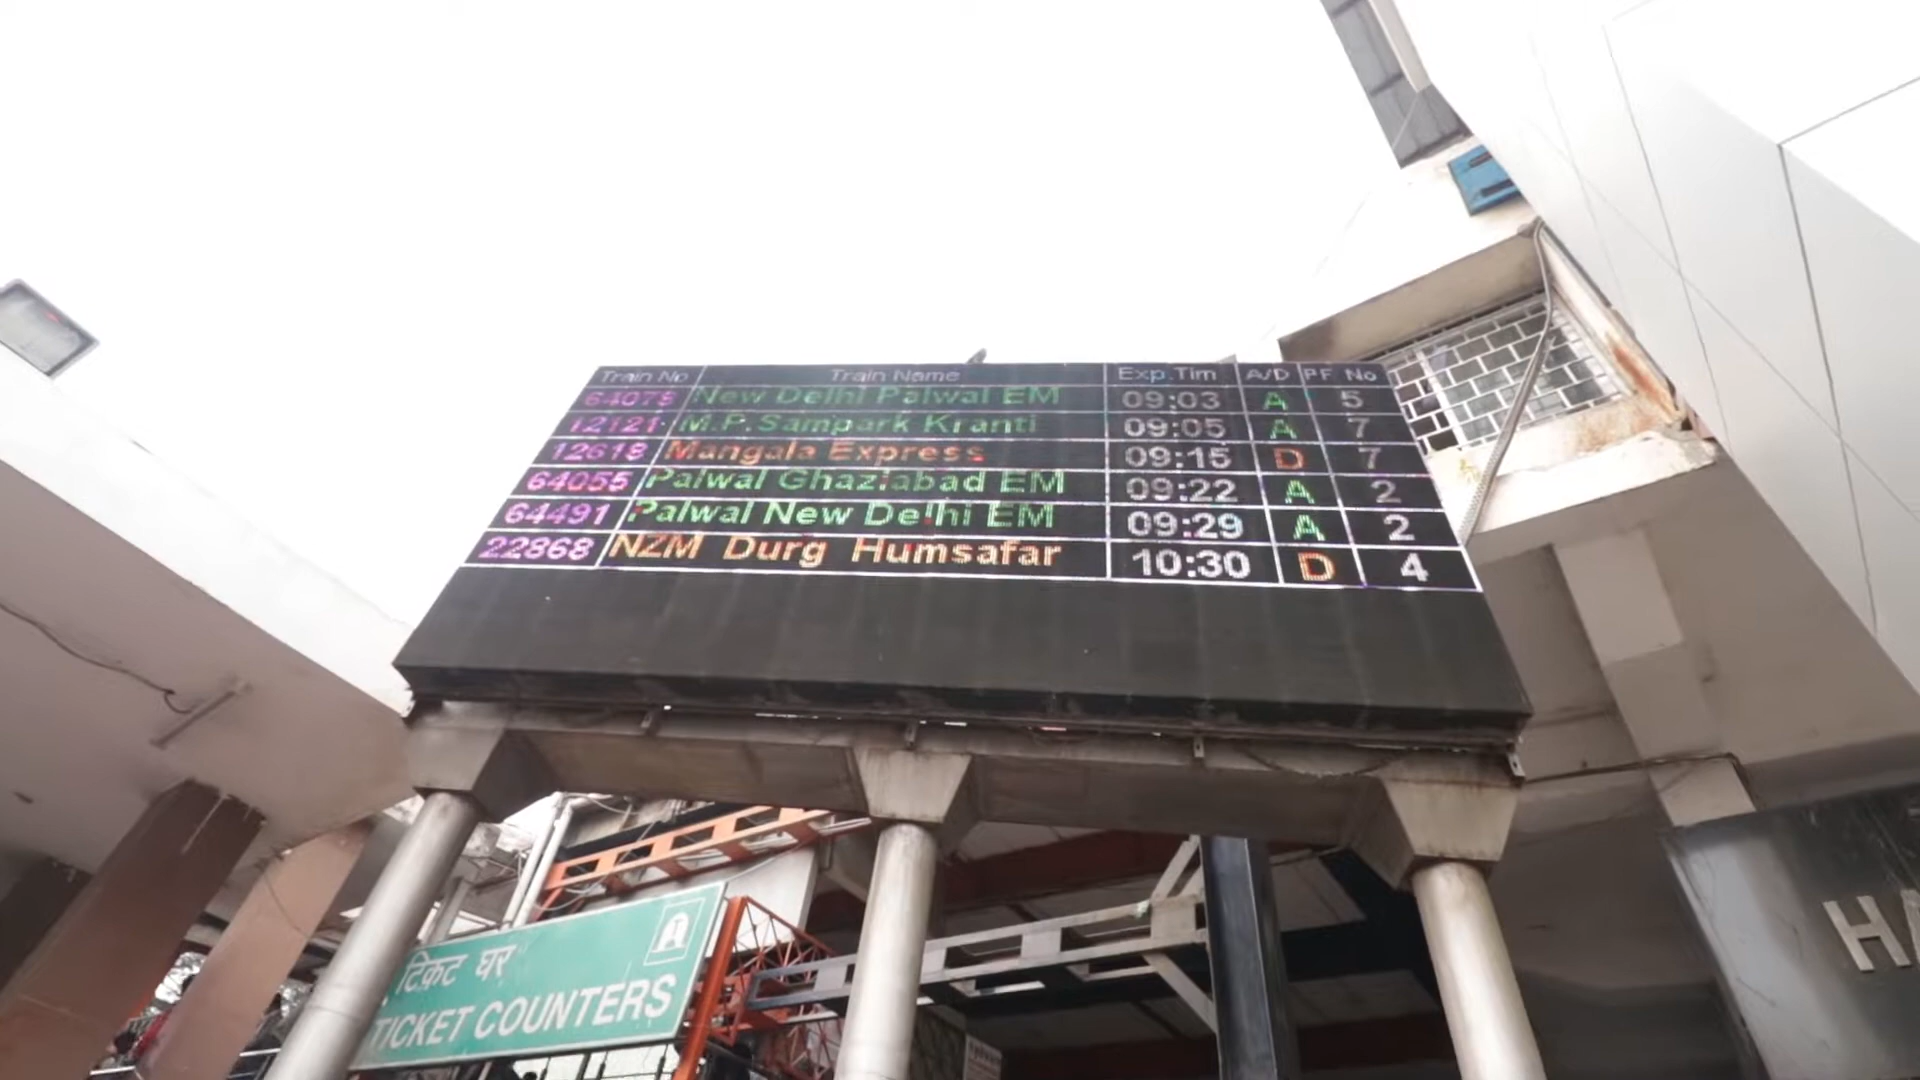 Train No Train Name Exp.Tim A/D PF No
64078 New Delhi Palwal EM 09:03 A 5
12121 M.P.Sampark Kranti 09:05 A 7
12618 Mangala Express 09:15 D 7
64055 Palwal Ghaziabad EM 09:22 A 2
64491 Palwal New Delhi EM 09:29 A 2
22868 NZM Durg Humsafar 10:30 D 4
टिकट घर
TICKET COUNTERS